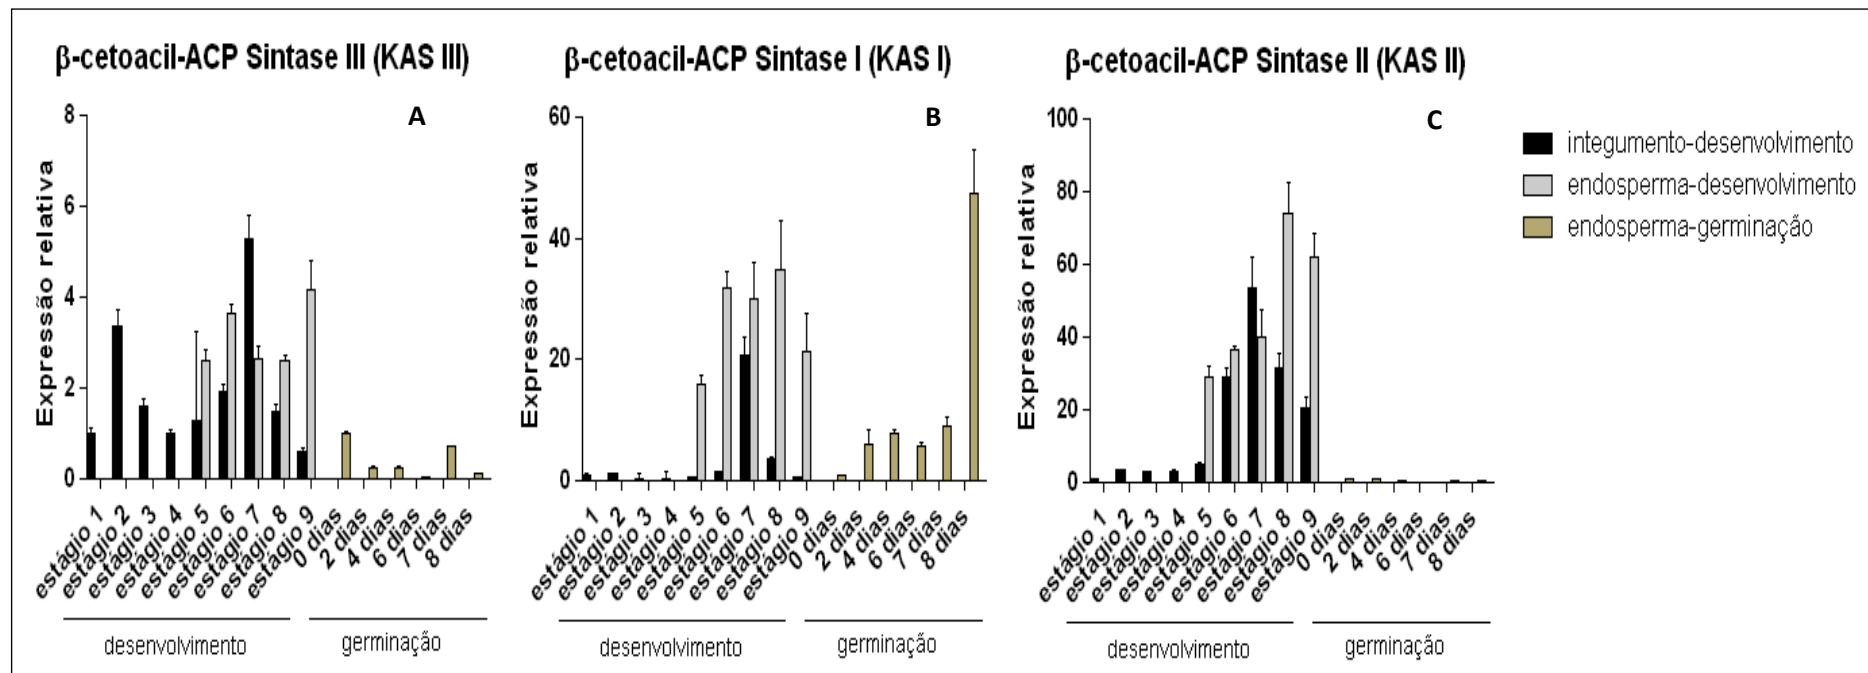 β-cetoacil-ACP Sintase III (KAS III)
A
Expressão relativa
8
6
4
2
0
estágio 1
estágio 2
estágio 3
estágio 4
estágio 5
estágio 6
estágio 7
estágio 8
estágio 9
0 dias
2 dias
4 dias
6 dias
7 dias
8 dias
desenvolvimento
germinação
β-cetoacil-ACP Sintase I (KAS I)
B
Expressão relativa
60
40
20
0
estágio 1
estágio 2
estágio 3
estágio 4
estágio 5
estágio 6
estágio 7
estágio 8
estágio 9
0 dias
2 dias
4 dias
6 dias
7 dias
8 dias
desenvolvimento
germinação
β-cetoacil-ACP Sintase II (KAS II)
C
Expressão relativa
100
80
60
40
20
0
estágio 1
estágio 2
estágio 3
estágio 4
estágio 5
estágio 6
estágio 7
estágio 8
estágio 9
0 dias
2 dias
4 dias
6 dias
7 dias
8 dias
desenvolvimento
germinação
integumento-desenvolvimento
endosperma-desenvolvimento
endosperma-germinação